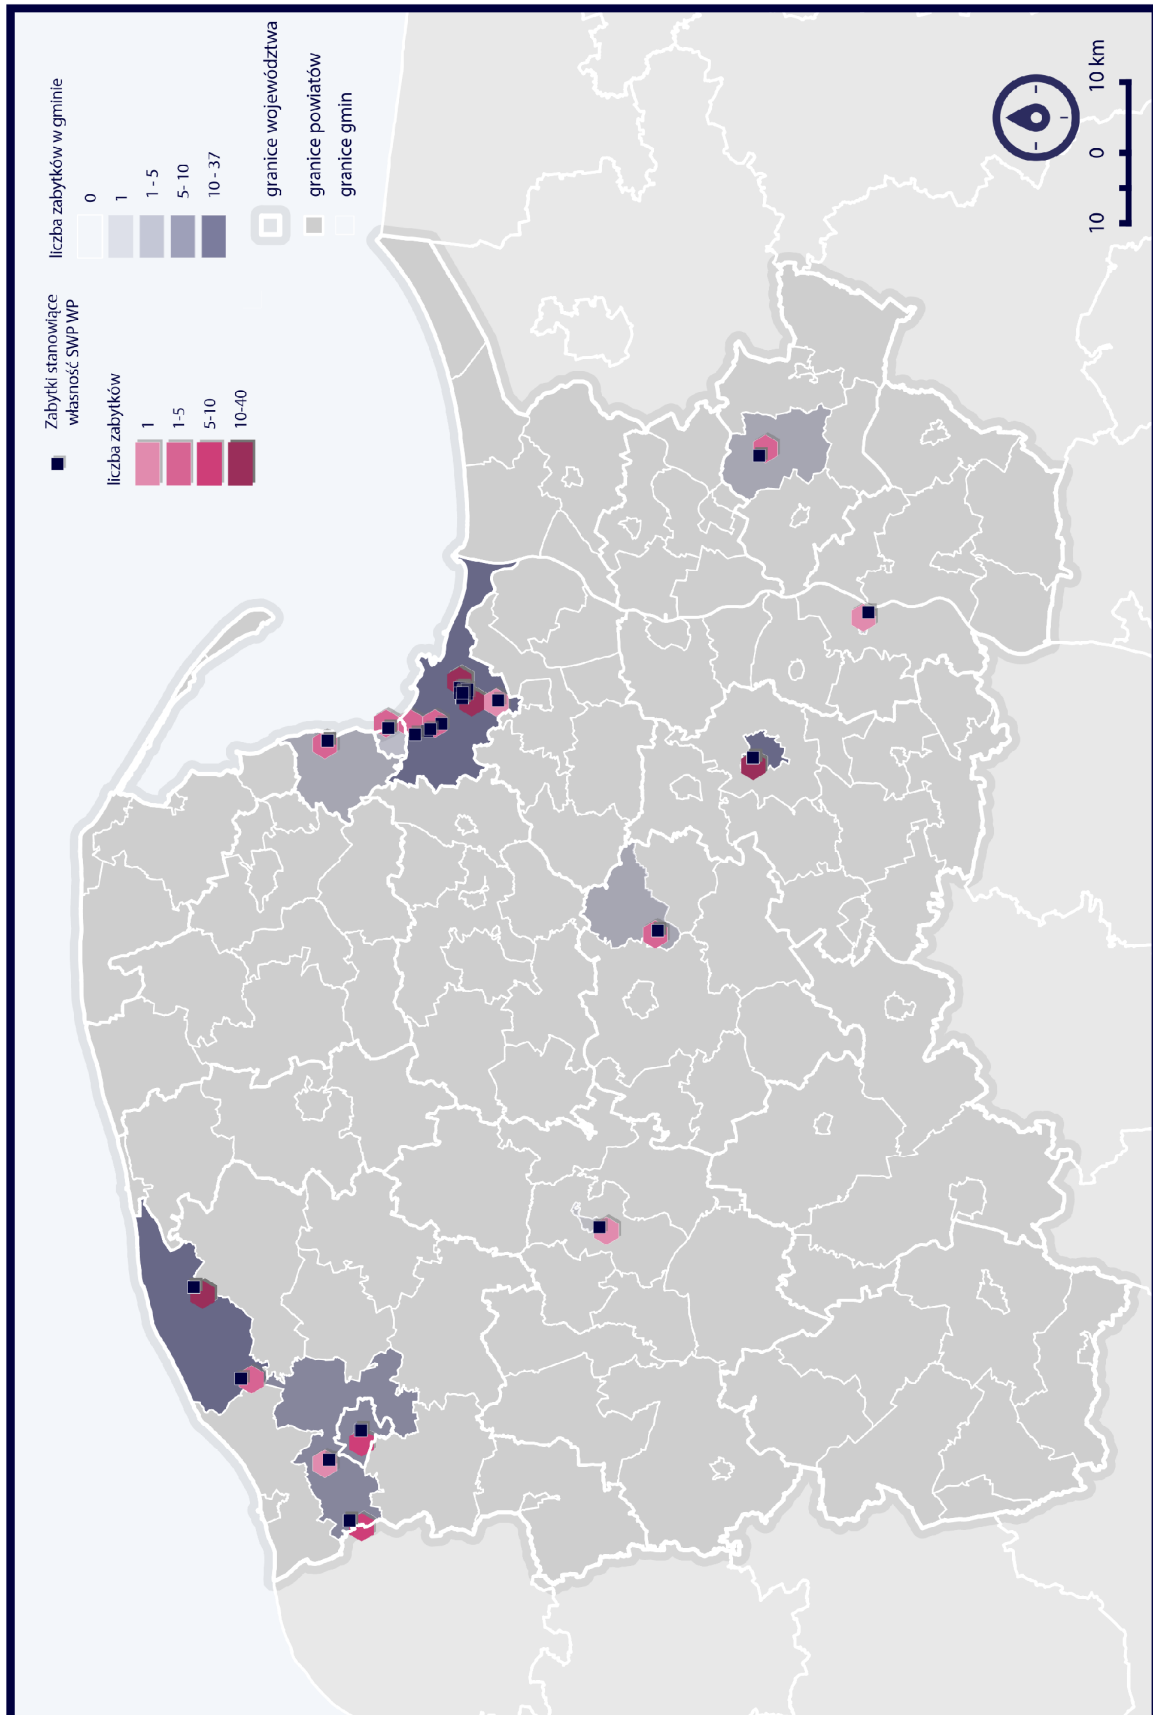 Zabytki stanowiące
własność SWP WP
liczba zabytków
1
1-5
5-10
10-40
liczba zabytków w gminie
0
1
1 - 5
5- 10
10 - 37
granice województwa
granice powiatów
granice gmin
10 0 10 km